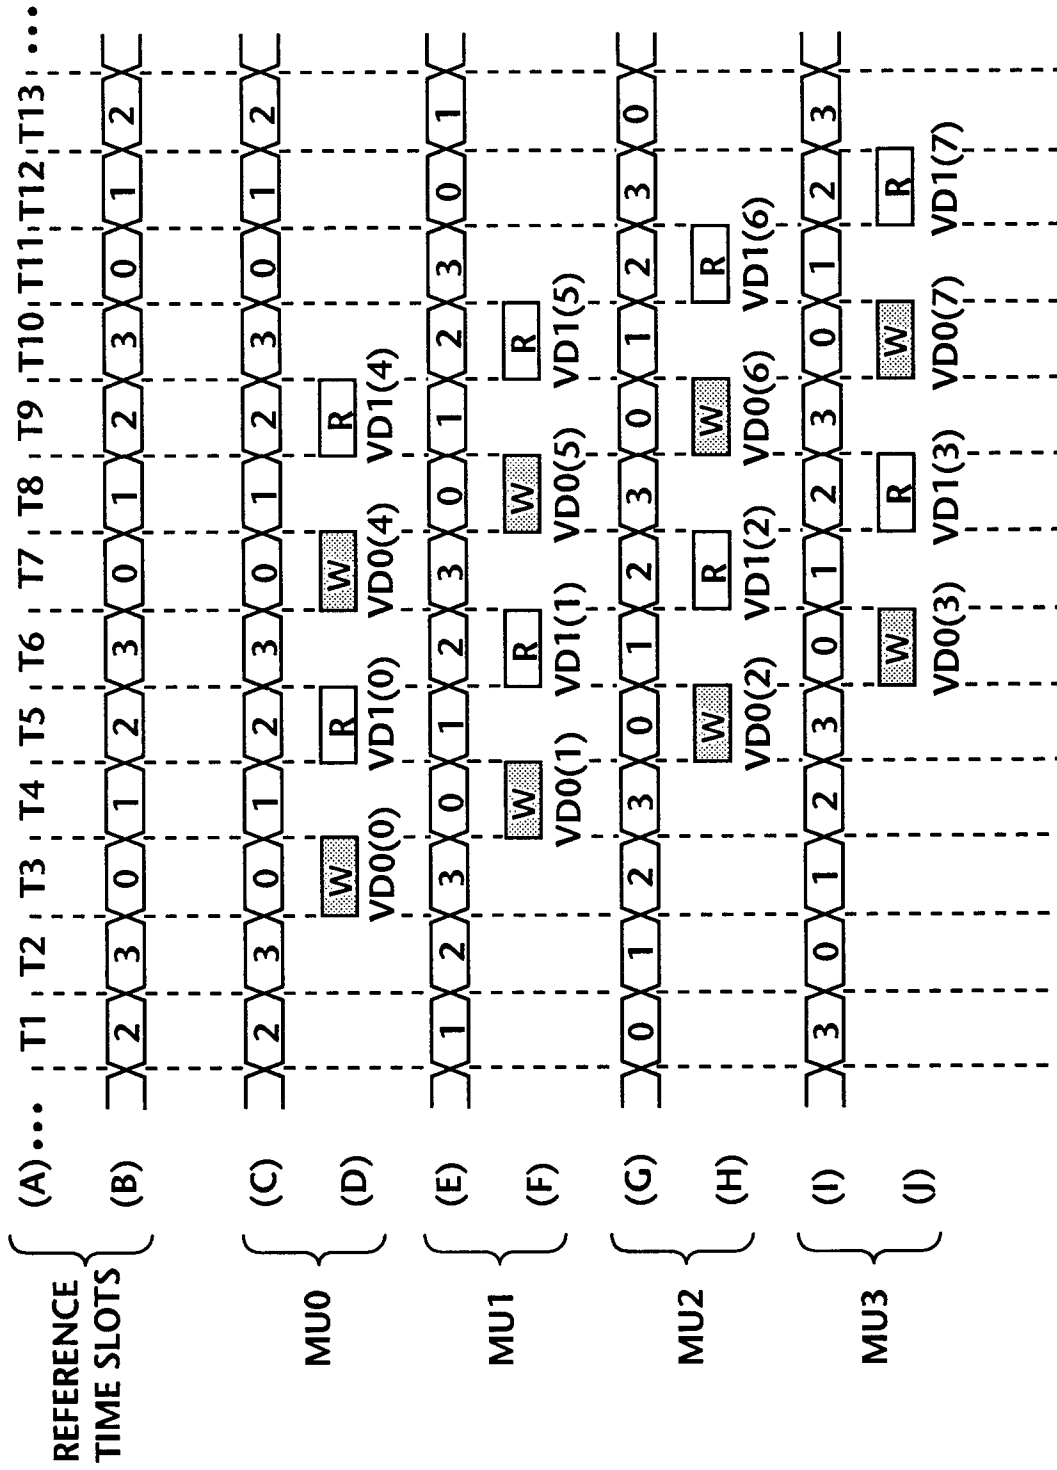 (A) ... T1 T2 T3 T4 T5 T6 T7 T8 T9 T10 T11 T12 T13 ...
REFERENCE
TIME SLOTS
(B) 2 3 0 1 2 3 0 1 2 3 0 1 2
(C) 2 3 0 1 2 3 0 1 2 3 0 1 2
MU0
(D) W R W R
VD0(0) VD1(0) VD0(4) VD1(4)
(E) 1 2 3 0 1 2 3 0 1 2 3 0 1
MU1
(F) W R W R
VD0(1) VD1(1) VD0(5) VD1(5)
(G) 0 1 2 3 0 1 2 3 0 1 2 3 0
MU2
(H) W R W R
VD0(2) VD1(2) VD0(6) VD1(6)
(I) 3 0 1 2 3 0 1 2 3 0 1 2 3
MU3
(J) W R W R
VD0(3) VD1(3) VD0(7) VD1(7)